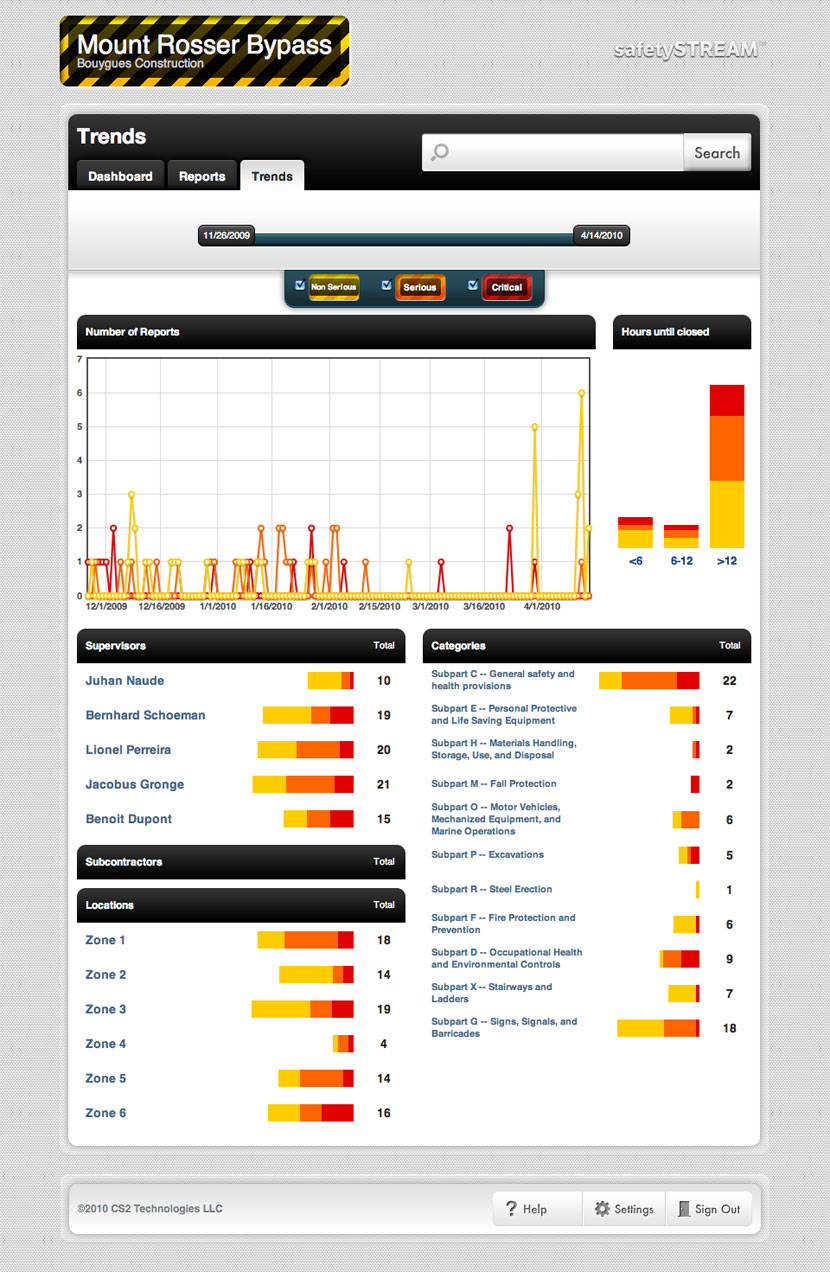 Mount Rosser Bypass
Bouygues Construction
safetySTREAM™
Trends
Search
Dashboard Reports Trends
11/26/2009 4/14/2010
Non Serious Serious Critical
Number of Reports
7
6
5
4
3
2
1
0
12/1/2009 12/16/2009 1/1/2010 1/16/2010 2/1/2010 2/15/2010 3/1/2010 3/16/2010 4/1/2010
Hours until closed
<6 6-12 >12
Supervisors Total
Juhan Naude 10
Bernhard Schoeman 19
Lionel Perreira 20
Jacobus Gronge 21
Benoit Dupont 15
Subcontractors Total
Locations Total
Zone 1 18
Zone 2 14
Zone 3 19
Zone 4 4
Zone 5 14
Zone 6 16
Categories Total
Subpart C -- General safety and
health provisions 22
Subpart E -- Personal Protective
and Life Saving Equipment 7
Subpart H -- Materials Handling,
Storage, Use, and Disposal 2
Subpart M -- Fall Protection 2
Subpart O -- Motor Vehicles,
Mechanized Equipment, and
Marine Operations 6
Subpart P -- Excavations 5
Subpart R -- Steel Erection 1
Subpart F -- Fire Protection and
Prevention 6
Subpart D -- Occupational Health
and Environmental Controls 9
Subpart X -- Stairways and
Ladders 7
Subpart G -- Signs, Signals, and
Barricades 18
©2010 CS2 Technologies LLC
? Help Settings Sign Out